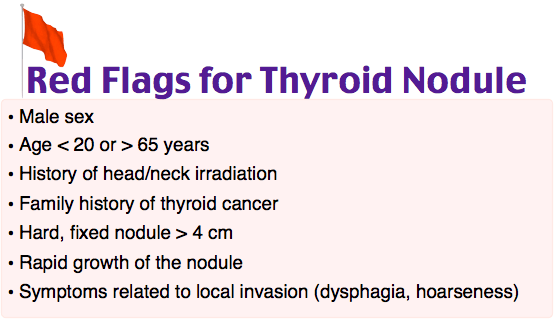 Red Flags for Thyroid Nodule
• Male sex
• Age < 20 or > 65 years
• History of head/neck irradiation
• Family history of thyroid cancer
• Hard, fixed nodule > 4 cm
• Rapid growth of the nodule
• Symptoms related to local invasion (dysphagia, hoarseness)